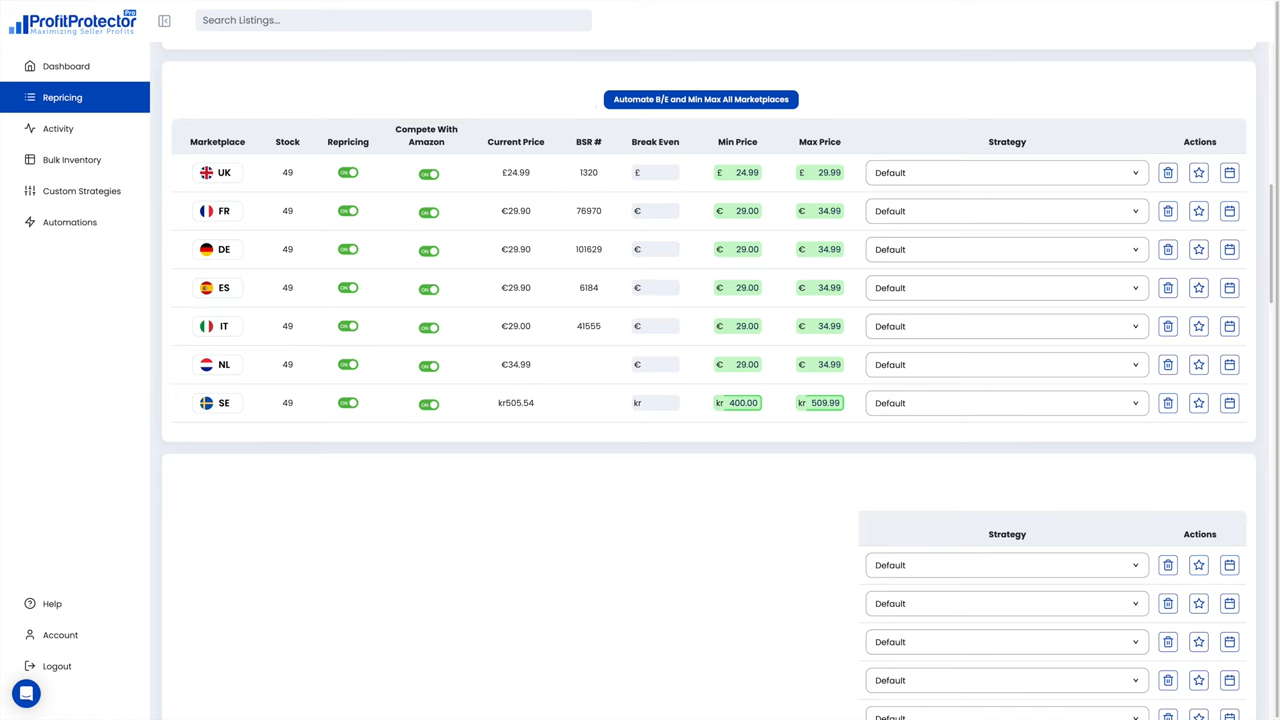 ProfitProtector Pro
Maximizing Seller Profits
Search Listings...
Dashboard
Repricing
Activity
Bulk Inventory
Custom Strategies
Automations
Help
Account
Logout
Automate B/E and Min Max All Marketplaces
Marketplace Stock Repricing Compete With Amazon Current Price BSR # Break Even Min Price Max Price Strategy Actions
UK 49 ON ON £24.99 1320 £ £ 24.99 £ 29.99 Default
FR 49 ON ON €29.90 76970 € € 29.00 € 34.99 Default
DE 49 ON ON €29.90 101629 € € 29.00 € 34.99 Default
ES 49 ON ON €29.90 6184 € € 29.00 € 34.99 Default
IT 49 ON ON €29.00 41555 € € 29.00 € 34.99 Default
NL 49 ON ON €34.99 € € 29.00 € 34.99 Default
SE 49 ON ON kr505.54 kr kr 400.00 kr 509.99 Default
Strategy Actions
Default
Default
Default
Default
Default